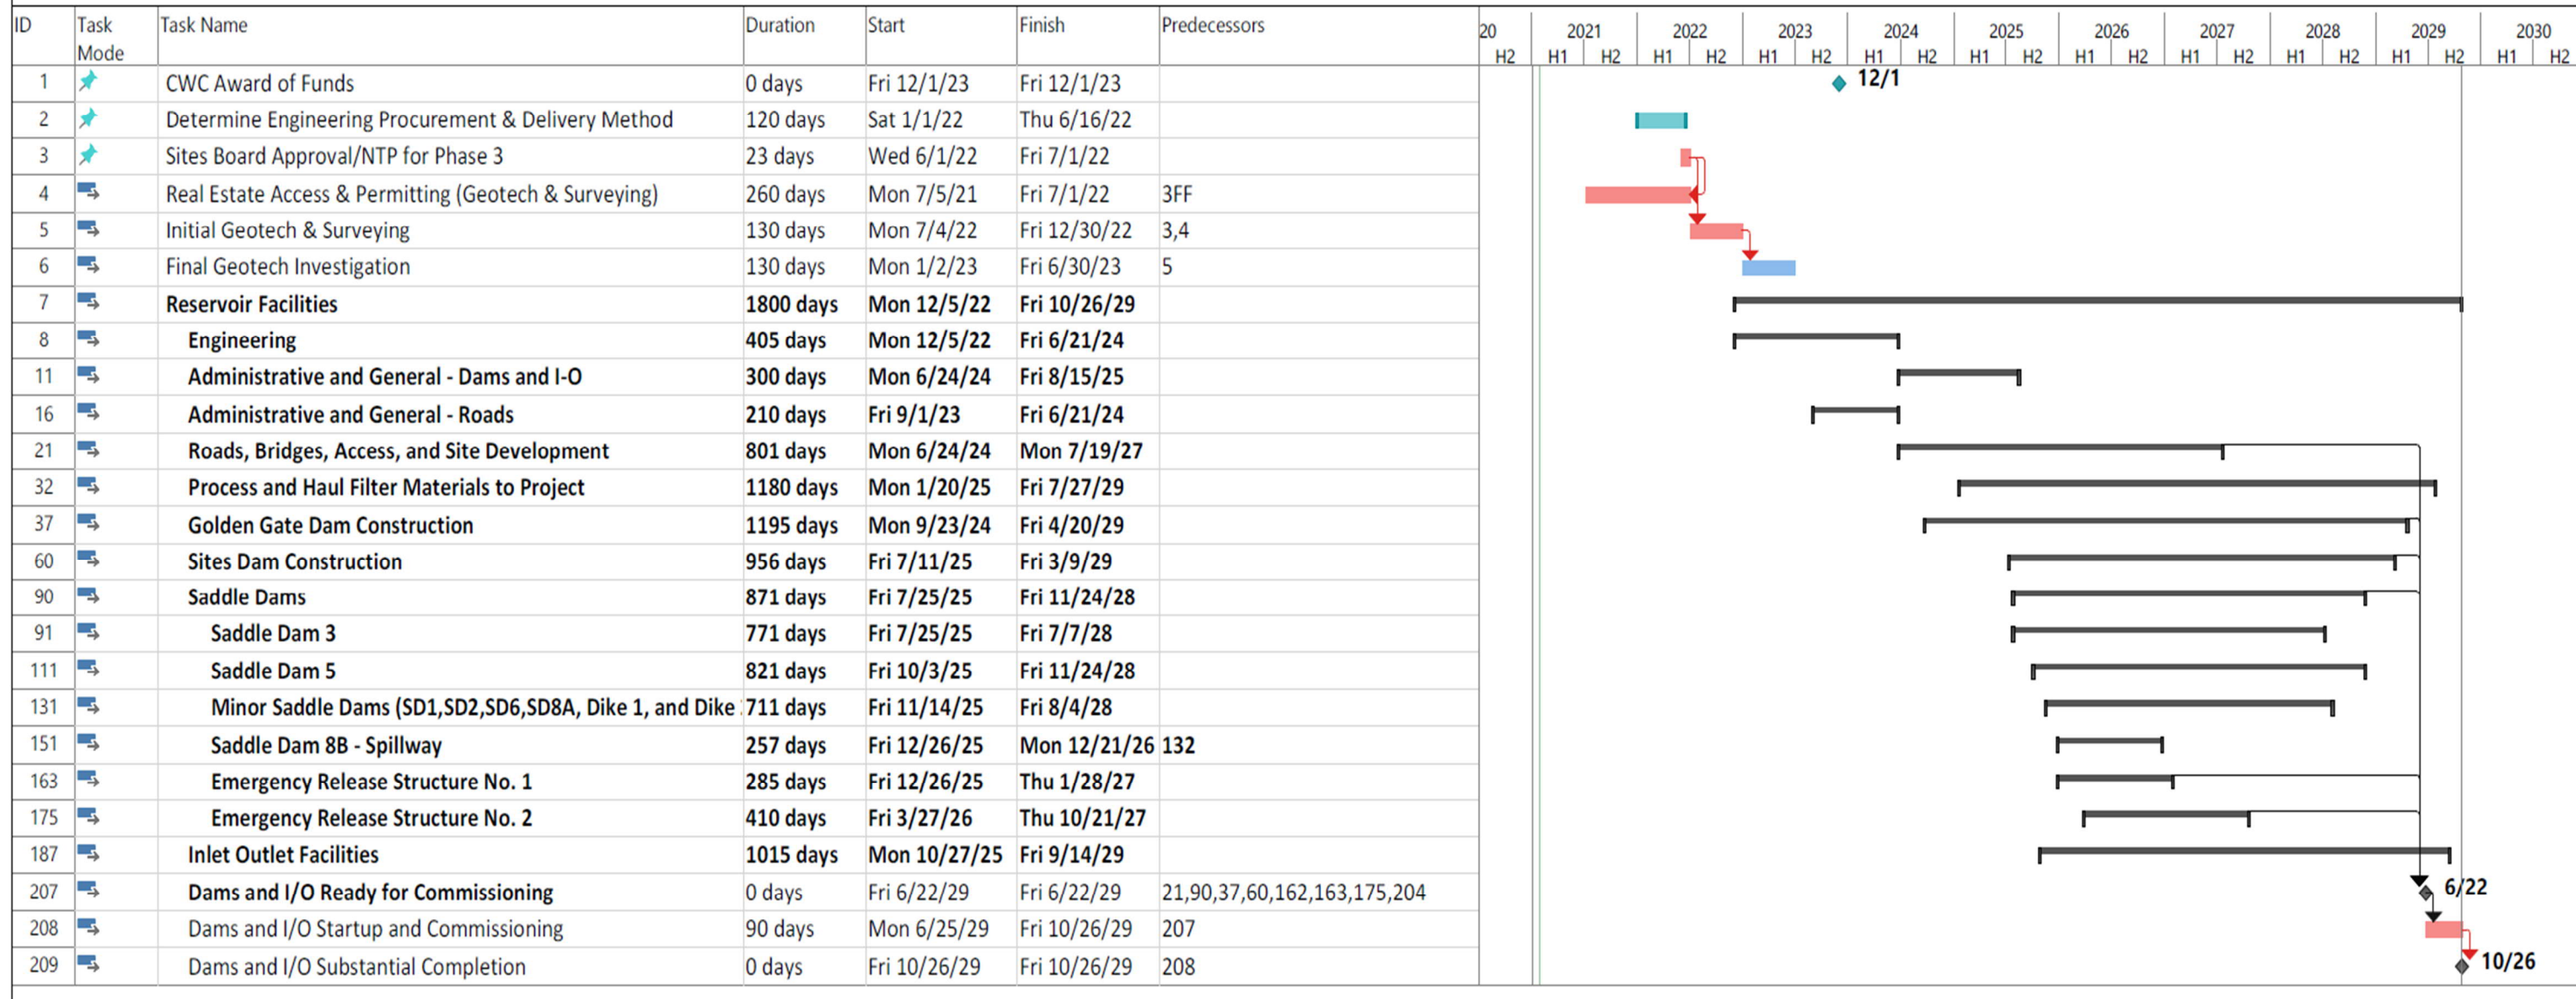 ID Task Mode Task Name Duration Start Finish Predecessors 20 2021 2022 2023 2024 2025 2026 2027 2028 2029 2030
H2 H1 H2 H1 H2 H1 H2 H1 H2 H1 H2 H1 H2 H1 H2 H1 H2 H1 H2 H1 H2
1 CWC Award of Funds 0 days Fri 12/1/23 Fri 12/1/23 12/1
2 Determine Engineering Procurement & Delivery Method 120 days Sat 1/1/22 Thu 6/16/22
3 Sites Board Approval/NTP for Phase 3 23 days Wed 6/1/22 Fri 7/1/22
4 Real Estate Access & Permitting (Geotech & Surveying) 260 days Mon 7/5/21 Fri 7/1/22 3FF
5 Initial Geotech & Surveying 130 days Mon 7/4/22 Fri 12/30/22 3,4
6 Final Geotech Investigation 130 days Mon 1/2/23 Fri 6/30/23 5
7 Reservoir Facilities 1800 days Mon 12/5/22 Fri 10/26/29
8 Engineering 405 days Mon 12/5/22 Fri 6/21/24
11 Administrative and General - Dams and I-O 300 days Mon 6/24/24 Fri 8/15/25
16 Administrative and General - Roads 210 days Fri 9/1/23 Fri 6/21/24
21 Roads, Bridges, Access, and Site Development 801 days Mon 6/24/24 Mon 7/19/27
32 Process and Haul Filter Materials to Project 1180 days Mon 1/20/25 Fri 7/27/29
37 Golden Gate Dam Construction 1195 days Mon 9/23/24 Fri 4/20/29
60 Sites Dam Construction 956 days Fri 7/11/25 Fri 3/9/29
90 Saddle Dams 871 days Fri 7/25/25 Fri 11/24/28
91 Saddle Dam 3 771 days Fri 7/25/25 Fri 7/7/28
111 Saddle Dam 5 821 days Fri 10/3/25 Fri 11/24/28
131 Minor Saddle Dams (SD1,SD2,SD6,SD8A, Dike 1, and Dike 711 days Fri 11/14/25 Fri 8/4/28
151 Saddle Dam 8B - Spillway 257 days Fri 12/26/25 Mon 12/21/26 132
163 Emergency Release Structure No. 1 285 days Fri 12/26/25 Thu 1/28/27
175 Emergency Release Structure No. 2 410 days Fri 3/27/26 Thu 10/21/27
187 Inlet Outlet Facilities 1015 days Mon 10/27/25 Fri 9/14/29
207 Dams and I/O Ready for Commissioning 0 days Fri 6/22/29 Fri 6/22/29 21,90,37,60,162,163,175,204 6/22
208 Dams and I/O Startup and Commissioning 90 days Mon 6/25/29 Fri 10/26/29 207
209 Dams and I/O Substantial Completion 0 days Fri 10/26/29 Fri 10/26/29 208 10/26